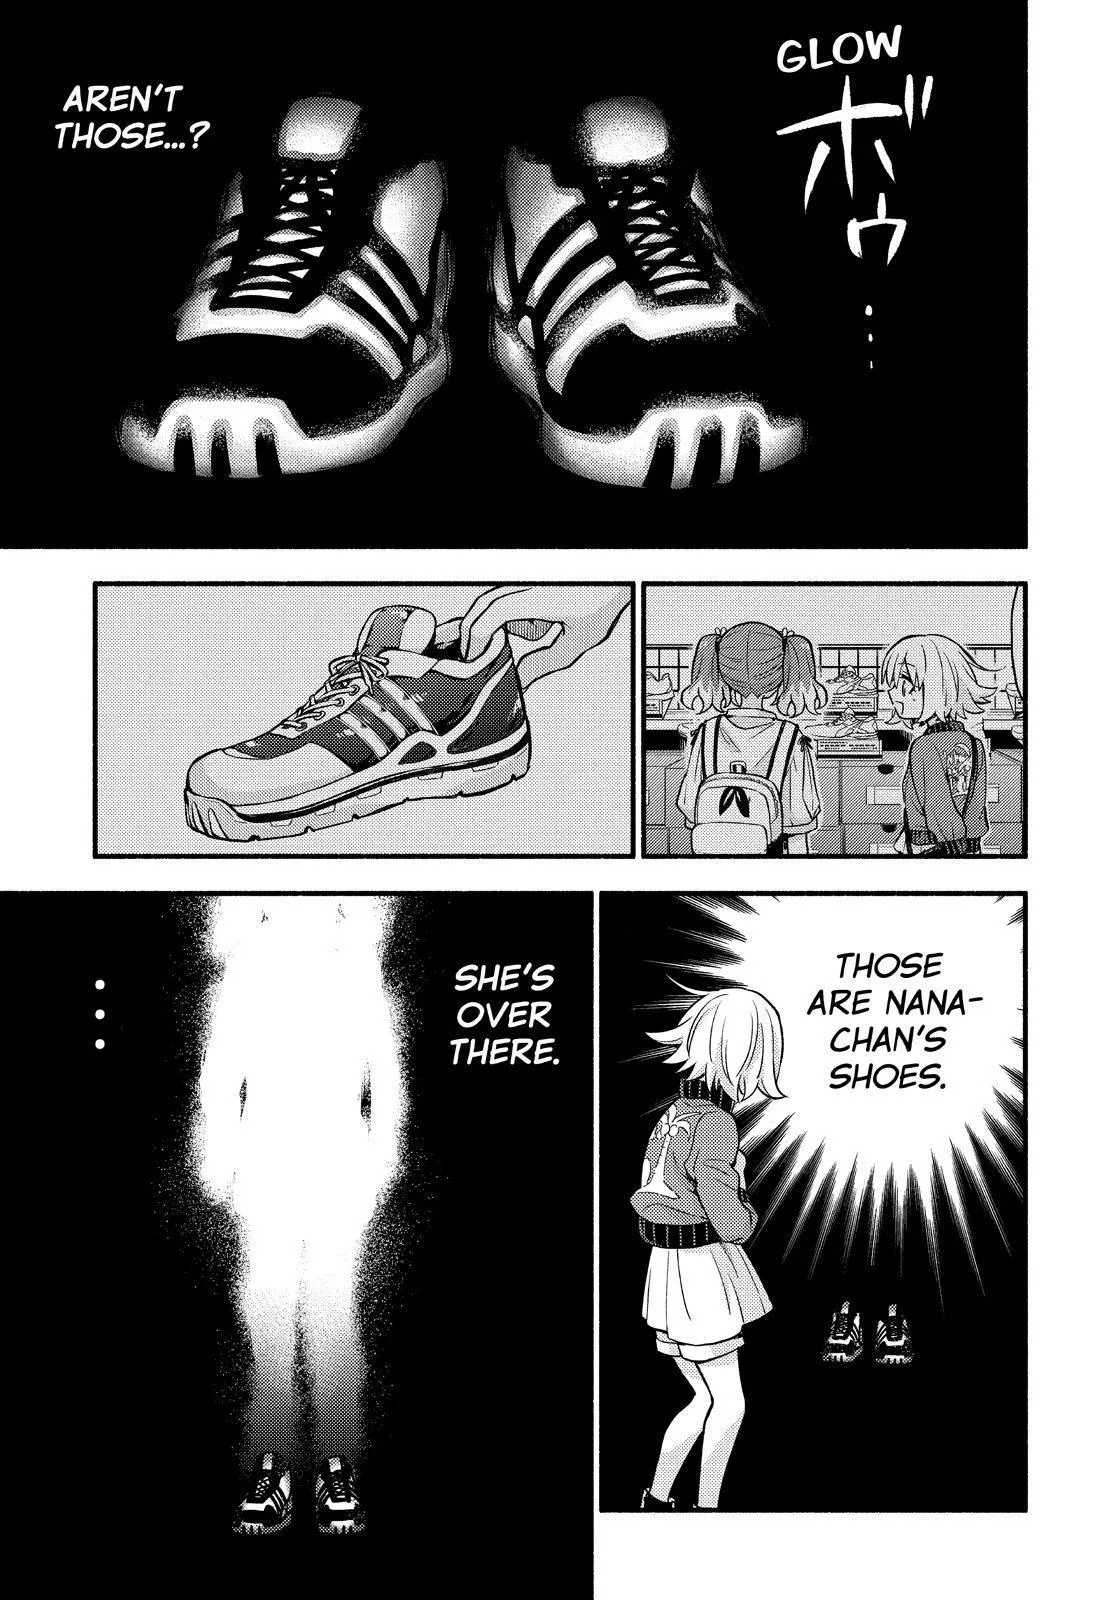 GLOW
ボゥ
AREN'T
THOSE...?
THOSE
ARE NANA-
CHAN'S
SHOES.
SHE'S
OVER
THERE.